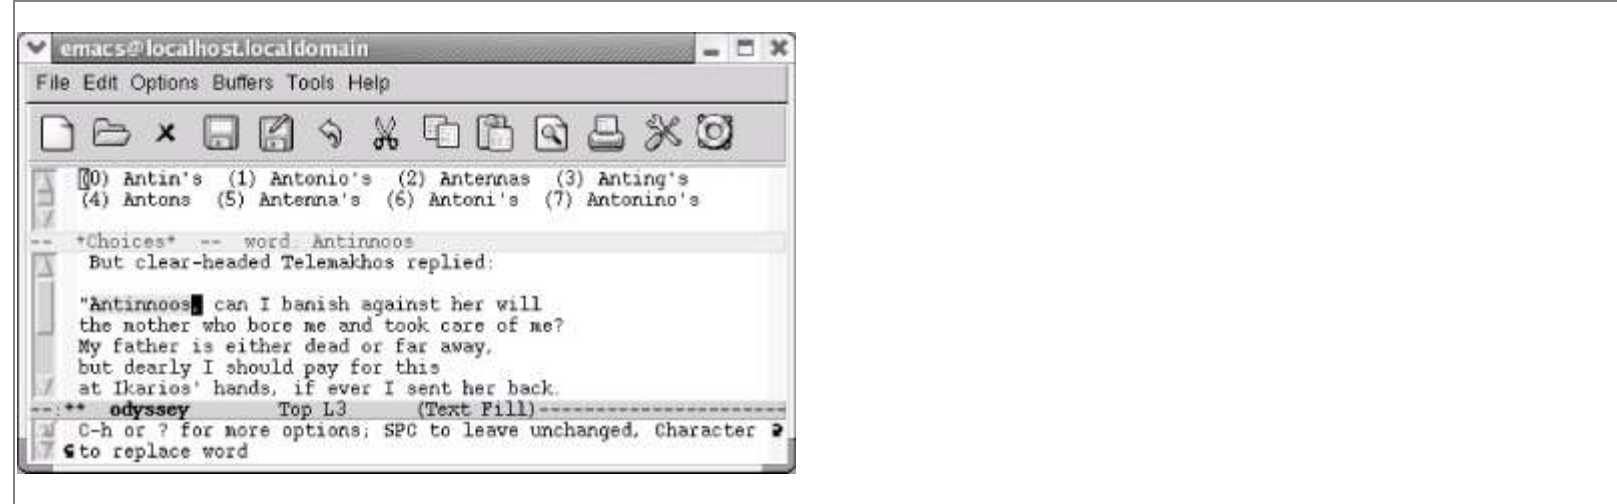 emacs@localhost.localdomain
File Edit Options Buffers Tools Help
(0) Antin's (1) Antonio's (2) Antennas (3) Anting's
(4) Antons (5) Antenna's (6) Antoni's (7) Antonino's
-- *Choices* -- word: Antinnoos
But clear-headed Telemakhos replied:
"Antinnoos, can I banish against her will
the mother who bore me and took care of me?
My father is either dead or far away,
but dearly I should pay for this
at Ikarios' hands, if ever I sent her back.
--:** odyssey Top L3 (Text Fill)-----------------------
C-h or ? for more options; SPC to leave unchanged, Character
to replace word